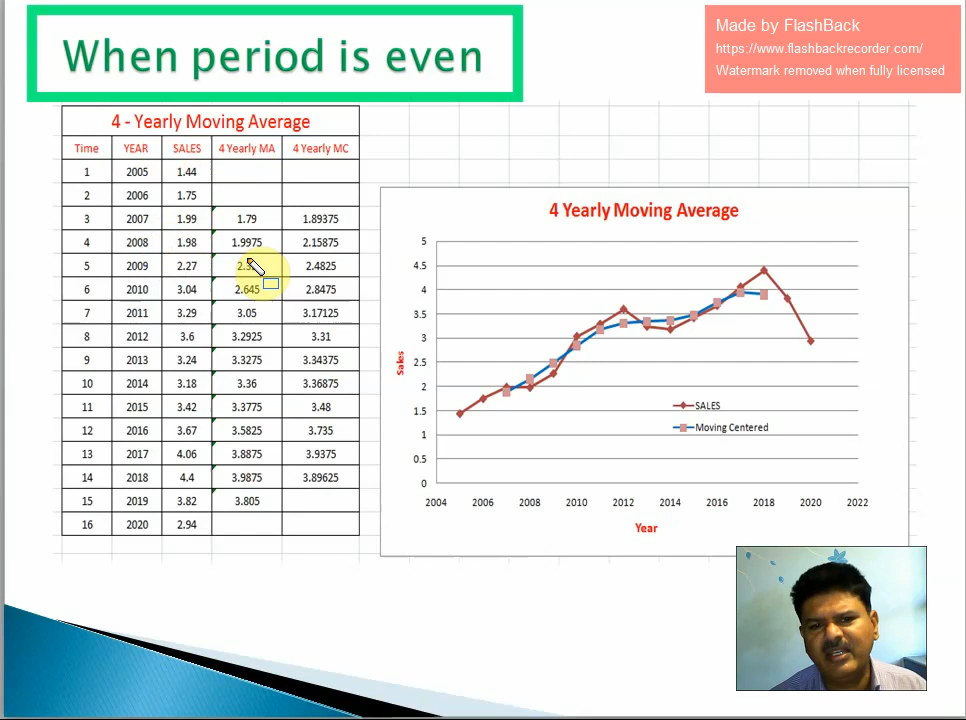 When period is even
Made by FlashBack
https://www.flashbackrecorder.com/
Watermark removed when fully licensed
4 - Yearly Moving Average
Time YEAR SALES 4 Yearly MA 4 Yearly MC
1 2005 1.44
2 2006 1.75
3 2007 1.99 1.79 1.89375
4 2008 1.98 1.9975 2.15875
5 2009 2.27 2.4825
6 2010 3.04 2.645 2.8475
7 2011 3.29 3.05 3.17125
8 2012 3.6 3.2925 3.31
9 2013 3.24 3.3275 3.34375
10 2014 3.18 3.36 3.36875
11 2015 3.42 3.3775 3.48
12 2016 3.67 3.5825 3.735
13 2017 4.06 3.8875 3.9375
14 2018 4.4 3.9875 3.89625
15 2019 3.82 3.805
16 2020 2.94
4 Yearly Moving Average
5
4.5
4
3.5
3
2.5
2
1.5
1
0.5
0
Sales
SALES
Moving Centered
2004 2006 2008 2010 2012 2014 2016 2018 2020 2022
Year